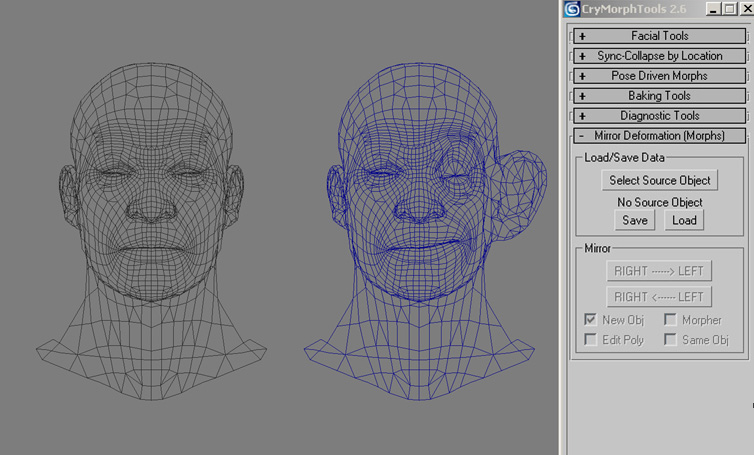 CryMorphTools 2.6
+ Facial Tools
+ Sync-Collapse by Location
+ Pose Driven Morphs
+ Baking Tools
+ Diagnostic Tools
- Mirror Deformation (Morphs)
Load/Save Data
Select Source Object
No Source Object
Save Load
Mirror
RIGHT ------> LEFT
RIGHT <------ LEFT
New Obj Morpher
Edit Poly Same Obj